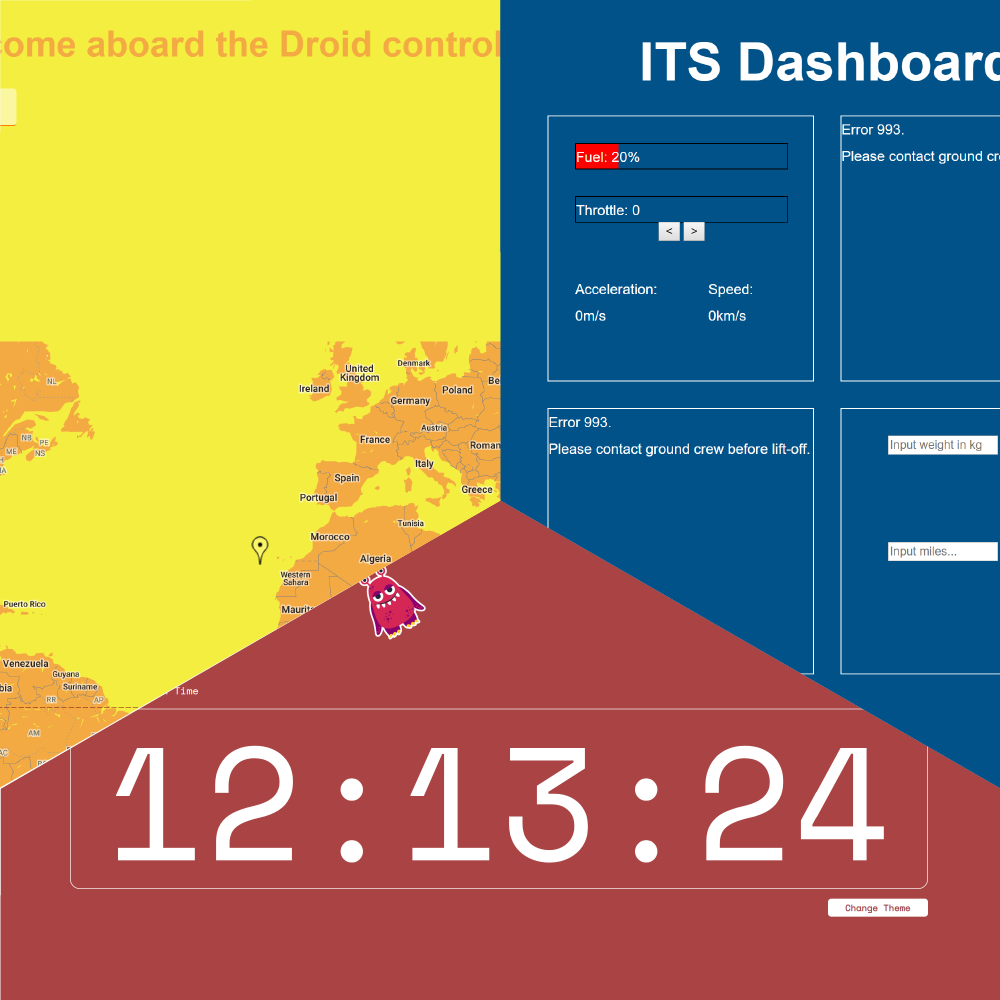 ome aboard the Droid control
ITS Dashboard
Fuel: 20%
Throttle: 0
< >
Acceleration: Speed:
0m/s 0km/s
Error 993.
Please contact ground cr
Error 993.
Please contact ground crew before lift-off.
Input weight in kg
Input miles...
NL
NB PE
ME NS
United
Kingdom
Denmark
Ireland
Poland
Be
Germany
Austria
France
Roman
Italy
Spain
Portugal
Greece
Tunisia
Morocco
Algeria
Western
Sahara
Maurit
Puerto Rico
Venezuela
Guyana
Suriname
bia
RR AP
AM
AC
Time
12:13:24
Change Theme